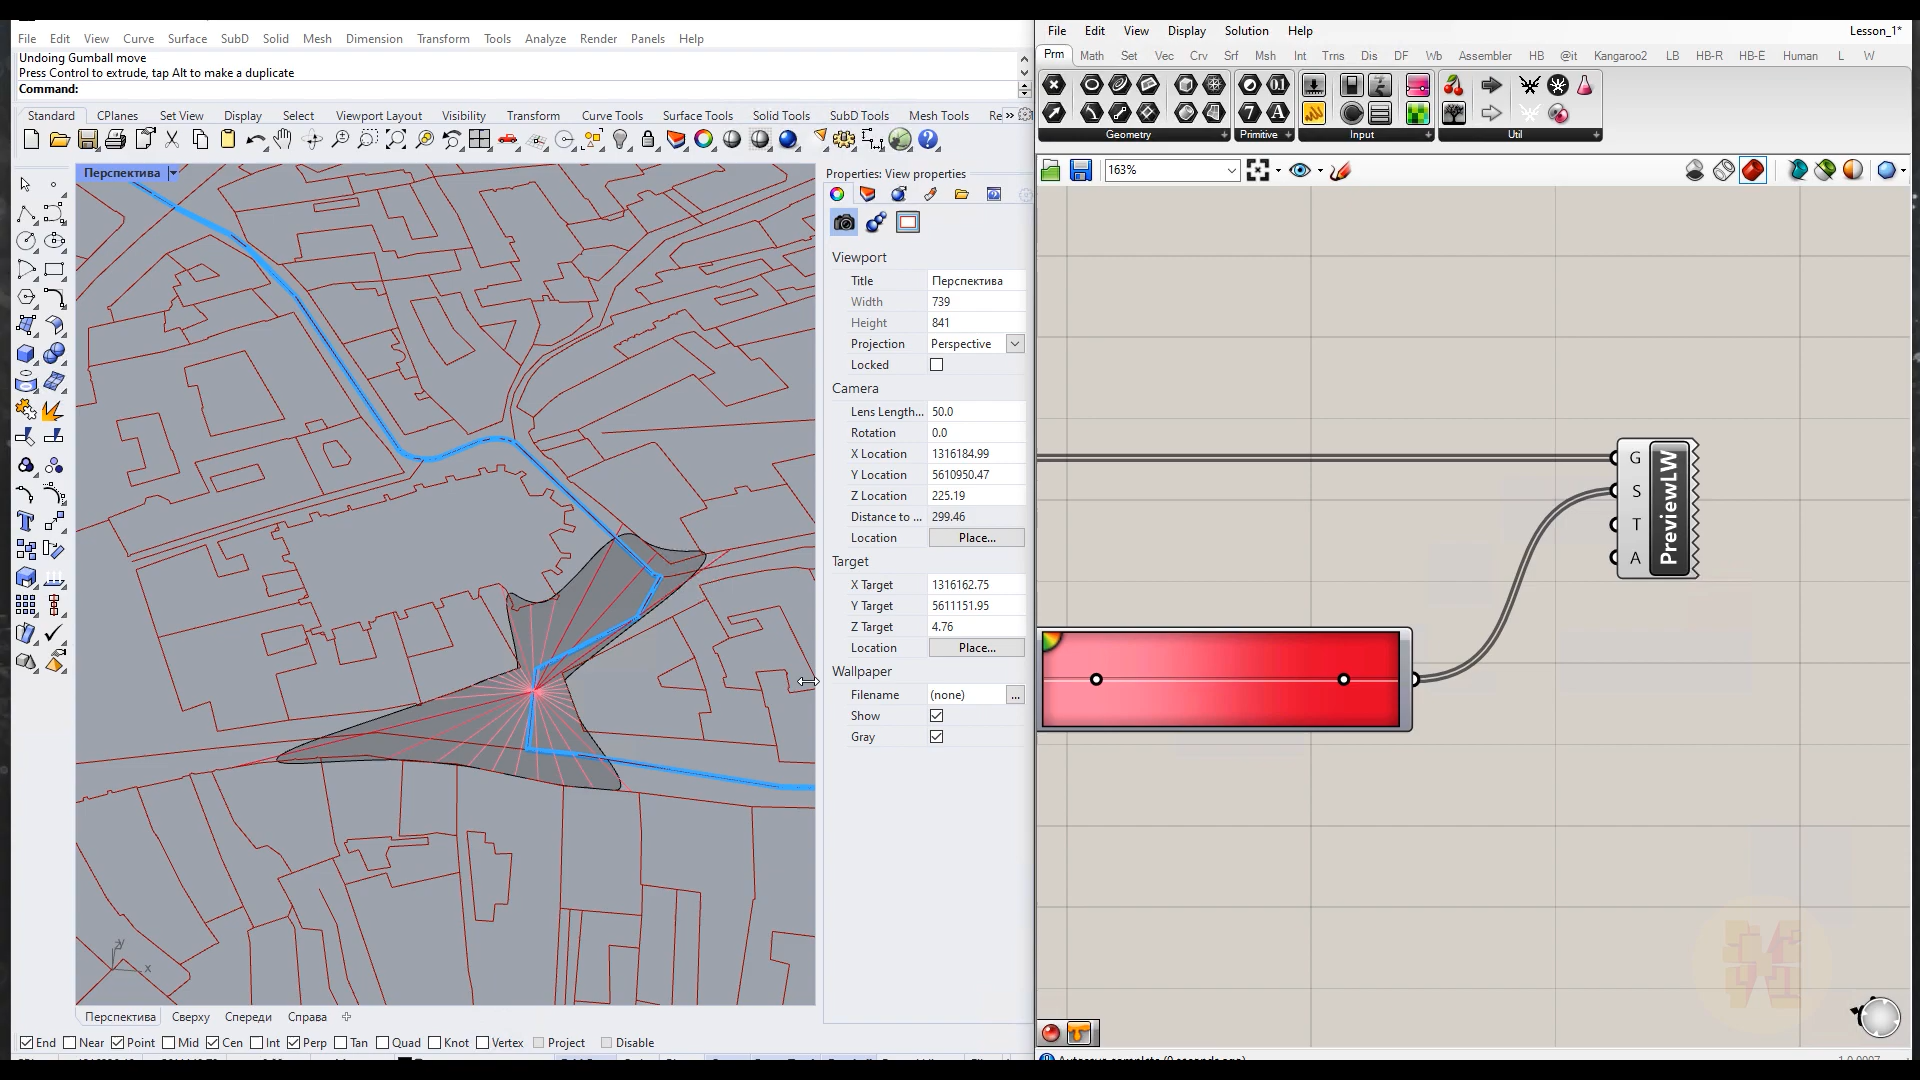 File Edit View Curve Surface SubD Solid Mesh Dimension Transform Tools Analyze Render Panels Help
Undoing Gumball move
Press Control to extrude, tap Alt to make a duplicate
Command:
Standard CPlanes Set View Display Select Viewport Layout Visibility Transform Curve Tools Surface Tools Solid Tools SubD Tools Mesh Tools Re »
Перспектива
Properties: View properties
Viewport
Title Перспектива
Width 739
Height 841
Projection Perspective
Locked
Camera
Lens Length... 50.0
Rotation 0.0
X Location 1316184.99
Y Location 5610950.47
Z Location 225.19
Distance to ... 299.46
Location Place...
Target
X Target 1316162.75
Y Target 5611151.95
Z Target 4.76
Location Place...
Wallpaper
Filename (none) ...
Show
Gray
x
Перспектива Сверху Спереди Справа
End Near Point Mid Cen Int Perp Tan Quad Knot Vertex Project Disable
File Edit View Display Solution Help Lesson_1*
Prm Math Set Vec Crv Srf Msh Int Trns Dis DF Wb Assembler HB @it Kangaroo2 LB HB-R HB-E Human L W
Geometry Primitive Input Util
163%
G
S
T
A
PreviewLW
Autosave complete (0 seconds ago)